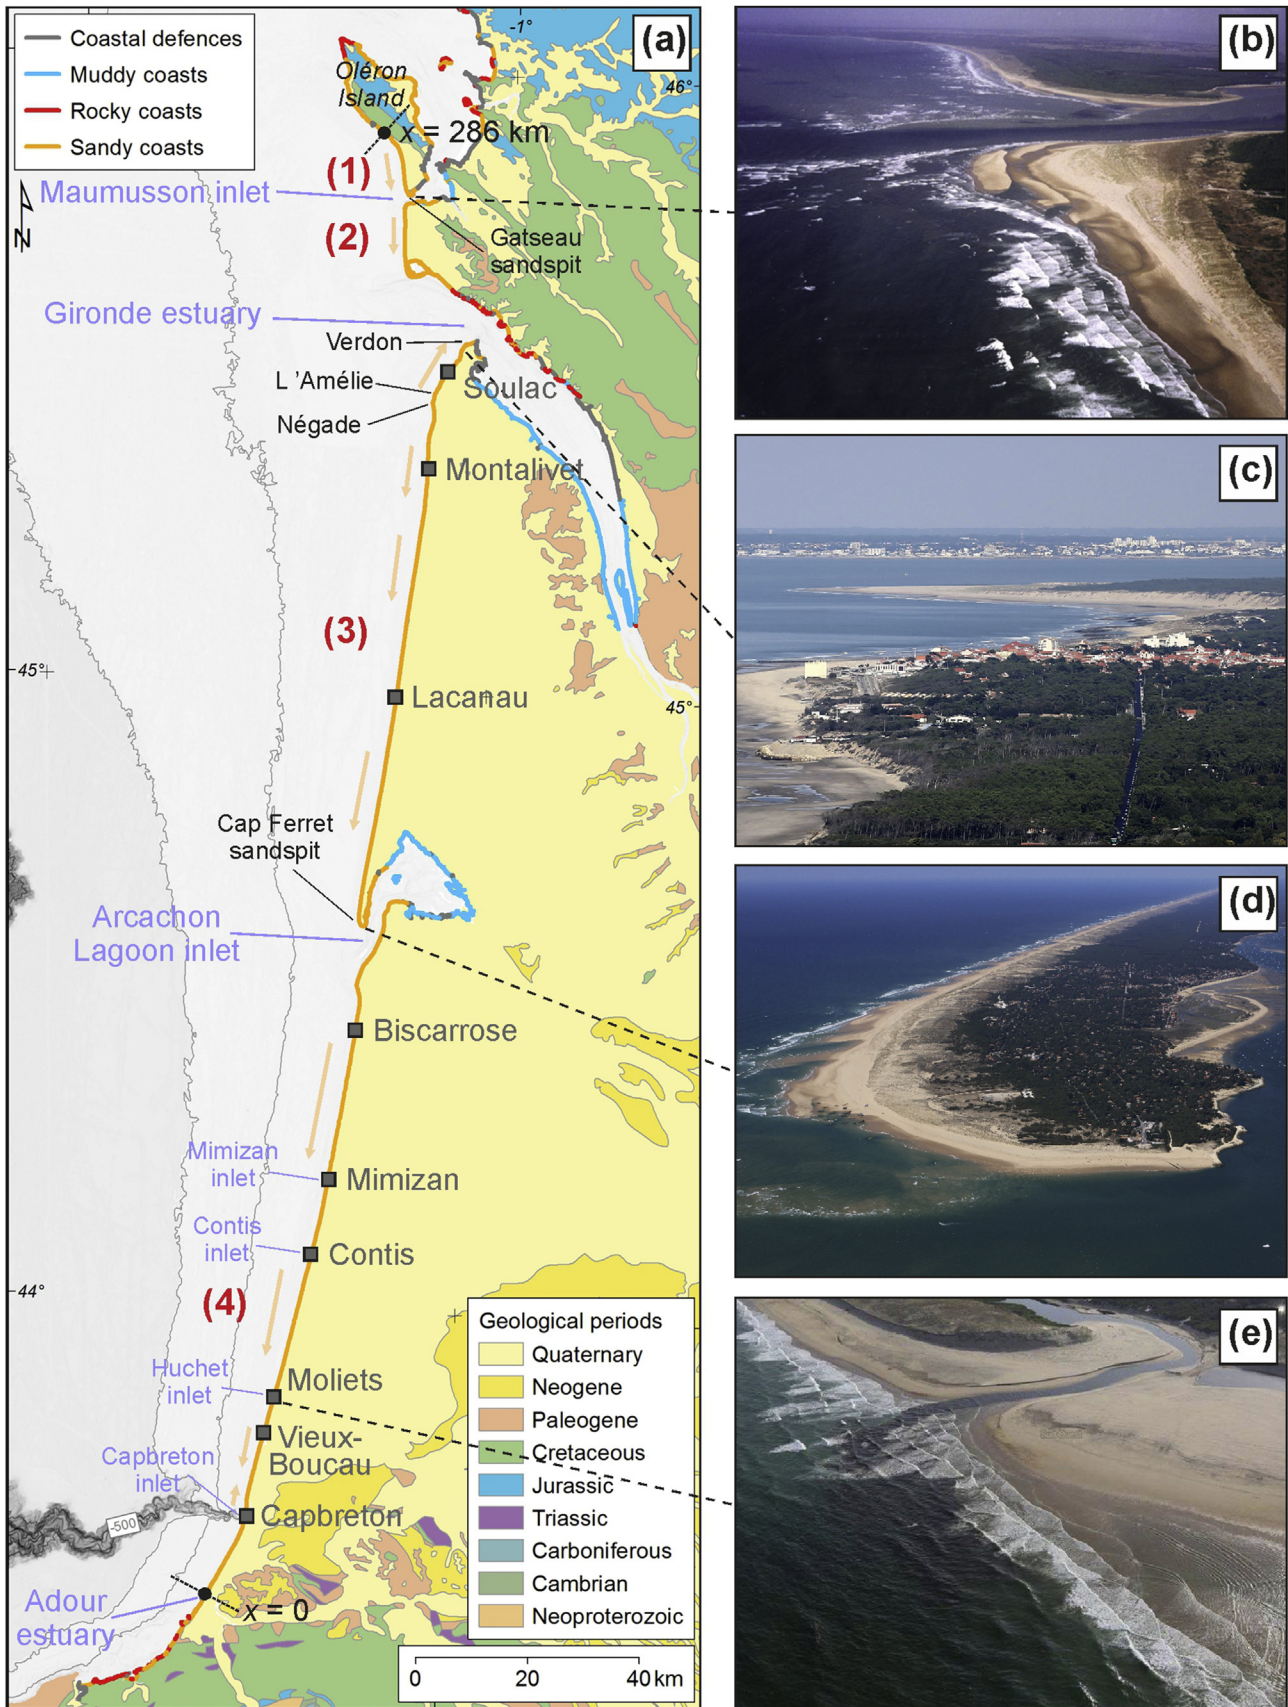 Coastal defences
Muddy coasts
Rocky coasts
Sandy coasts
-1°
(a)
46°
Oléron
Island
x = 286 km
(1)
Maumusson inlet
N
(2)
Gatseau
sandspit
Gironde estuary
Verdon
L 'Amélie
Soulac
Négade
Montalivet
(3)
45°
Lacanau
45°
Cap Ferret
sandspit
Arcachon
Lagoon inlet
Biscarrose
Mimizan
inlet
Mimizan
Contis
inlet
Contis
44°
(4)
Huchet
inlet
Moliets
Vieux-
Boucau
Capbreton
inlet
Capbreton
-500
Adour
estuary
x = 0
Geological periods
Quaternary
Neogene
Paleogene
Cretaceous
Jurassic
Triassic
Carboniferous
Cambrian
Neoproterozoic
0 20 40 km
(b)
(c)
(d)
(e)